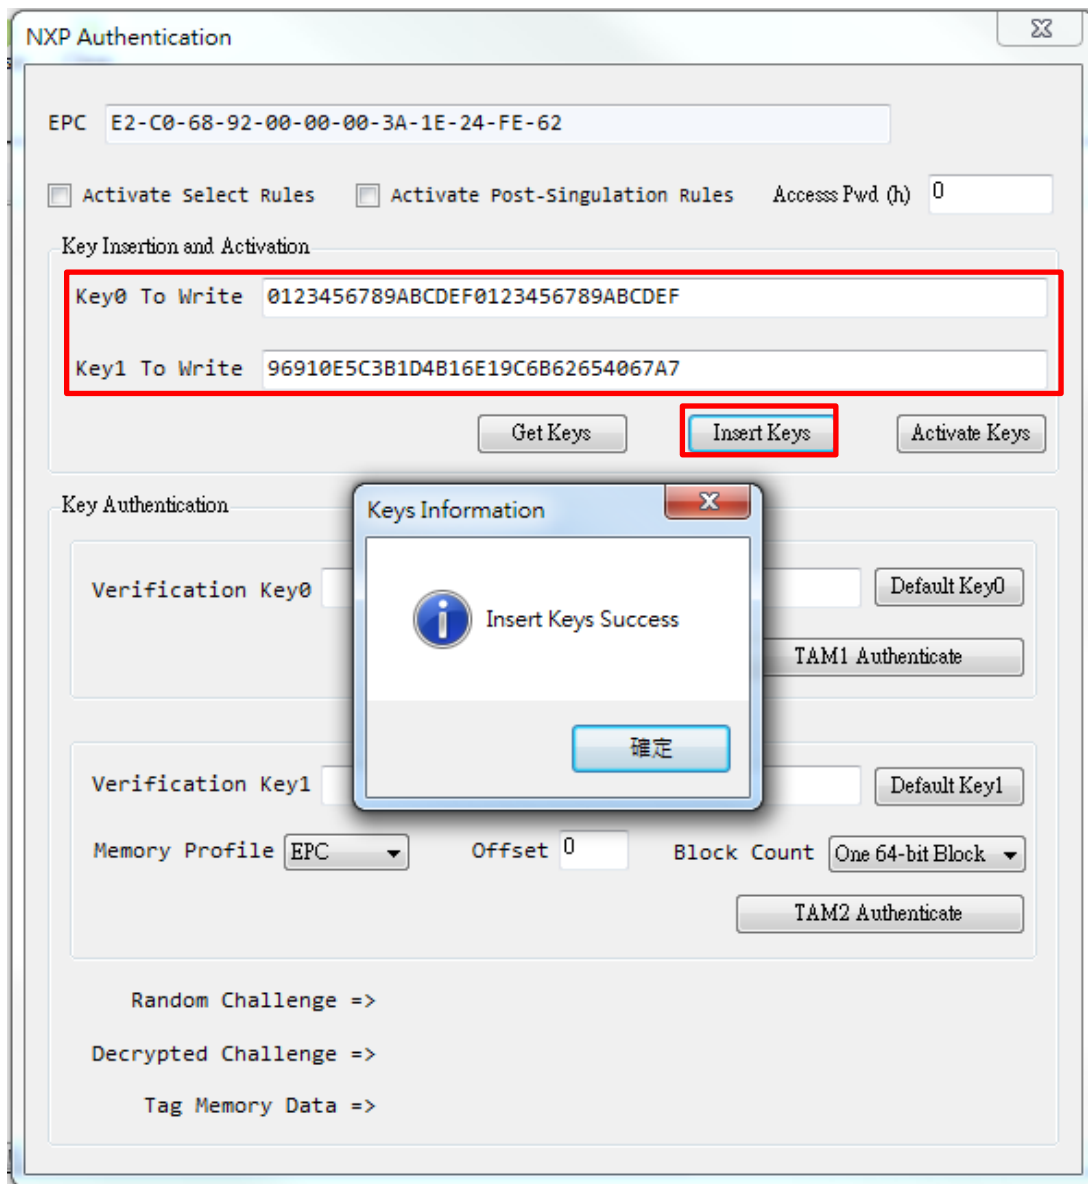 NXP Authentication
EPC E2-C0-68-92-00-00-00-3A-1E-24-FE-62
Activate Select Rules Activate Post-Singulation Rules Accesss Pwd (h) 0
Key Insertion and Activation
Key0 To Write 0123456789ABCDEF0123456789ABCDEF
Key1 To Write 96910E5C3B1D4B16E19C6B62654067A7
Get Keys Insert Keys Activate Keys
Key Authentication
Keys Information
Verification Key0 Default Key0
Insert Keys Success
TAM1 Authenticate
確定
Verification Key1 Default Key1
Memory Profile EPC Offset 0 Block Count One 64-bit Block
TAM2 Authenticate
Random Challenge =>
Decrypted Challenge =>
Tag Memory Data =>